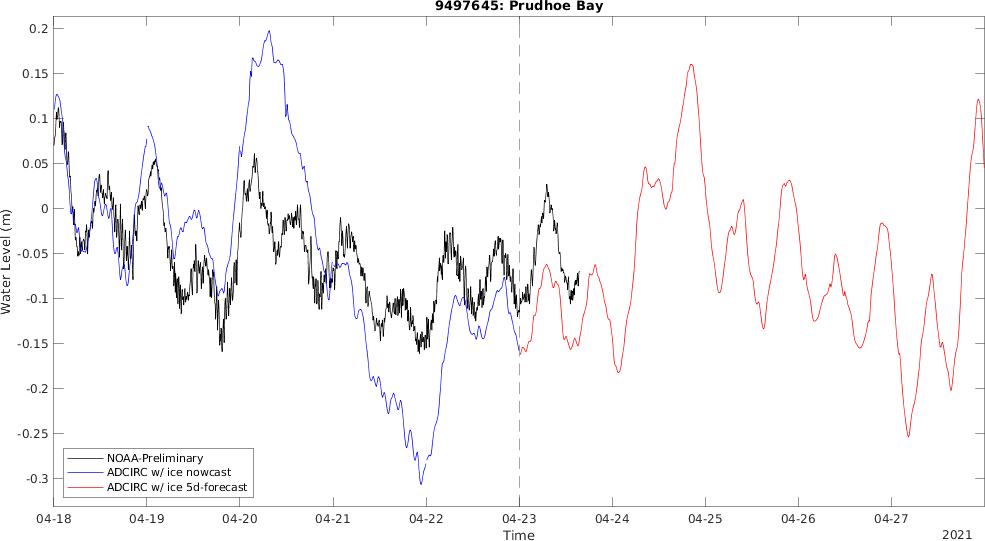 9497645: Prudhoe Bay
0.2
0.15
0.1
0.05
0
-0.05
-0.1
-0.15
-0.2
-0.25
-0.3
Water Level (m)
NOAA-Preliminary
ADCIRC w/ ice nowcast
ADCIRC w/ ice 5d-forecast
04-18 04-19 04-20 04-21 04-22 04-23 04-24 04-25 04-26 04-27
Time
2021